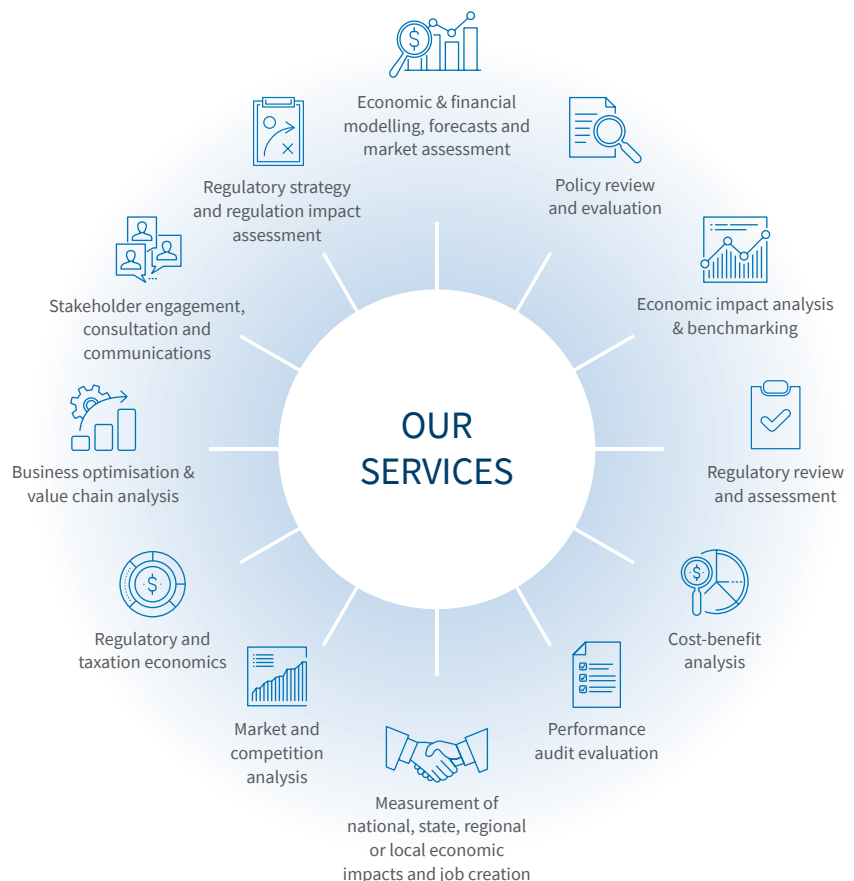 Economic & financial
modelling, forecasts and
market assessment
Policy review
and evaluation
Economic impact analysis
& benchmarking
Regulatory review
and assessment
Cost-benefit
analysis
Performance
audit evaluation
Measurement of
national, state, regional
or local economic
impacts and job creation
Market and
competition
analysis
Regulatory and
taxation economics
Business optimisation &
value chain analysis
Stakeholder engagement,
consultation and
communications
Regulatory strategy
and regulation impact
assessment
OUR
SERVICES